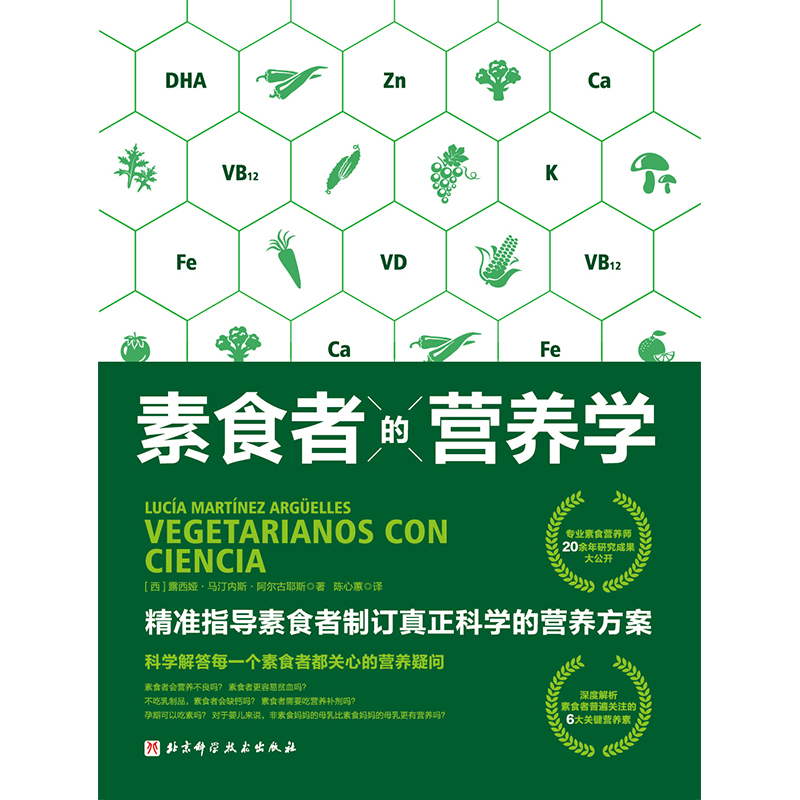 DHA Zn Ca
VB12 K
Fe VD VB12
Ca Fe
素食者的营养学
LUCÍA MARTÍNEZ ARGÜELLES
VEGETARIANOS CON
CIENCIA
[西]露西娅·马汀内斯·阿尔古耶斯◎著 陈心蕙◎译
专业素食营养师
20余年研究成果
大公开
精准指导素食者制订真正科学的营养方案
科学解答每一个素食者都关心的营养疑问
素食者会营养不良吗? 素食者更容易贫血吗?
不吃乳制品,素食者会缺钙吗? 素食者需要吃营养补剂吗?
孕期可以吃素吗? 对于婴儿来说,非素食妈妈的母乳比素食妈妈的母乳更有营养吗?
深度解析
素食者普遍关注的
6大关键营养素
北京科学技术出版社